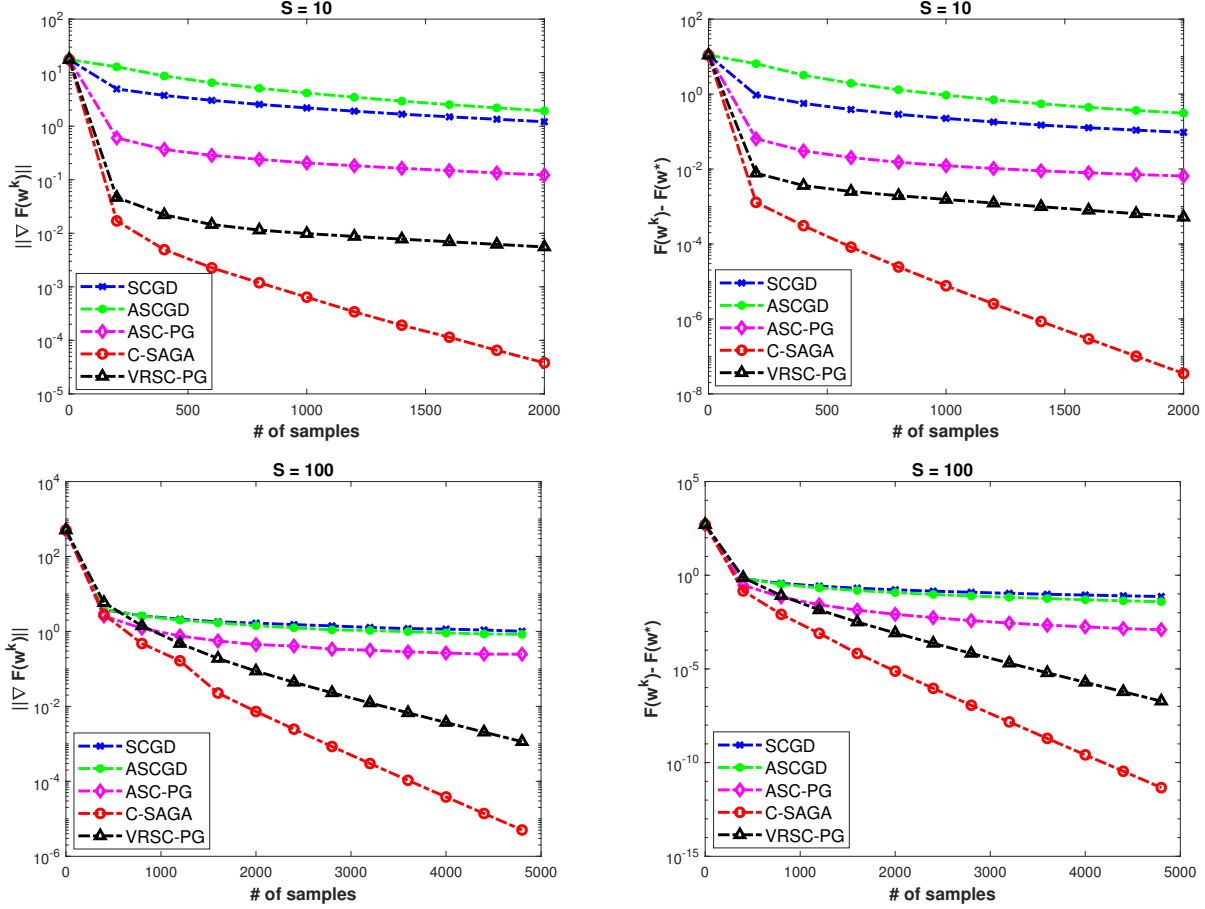 S = 10
||∇ F(w^k)||
10^2
10^1
10^0
10^-1
10^-2
10^-3
10^-4
10^-5
SCGD
ASCGD
ASC-PG
C-SAGA
VRSC-PG
0 500 1000 1500 2000
# of samples
S = 10
F(w^k)- F(w*)
10^2
10^0
10^-2
10^-4
10^-6
10^-8
SCGD
ASCGD
ASC-PG
C-SAGA
VRSC-PG
0 500 1000 1500 2000
# of samples
S = 100
||∇ F(w^k)||
10^4
10^2
10^0
10^-2
10^-4
10^-6
SCGD
ASCGD
ASC-PG
C-SAGA
VRSC-PG
0 1000 2000 3000 4000 5000
# of samples
S = 100
F(w^k)- F(w*)
10^5
10^0
10^-5
10^-10
10^-15
SCGD
ASCGD
ASC-PG
C-SAGA
VRSC-PG
0 1000 2000 3000 4000 5000
# of samples